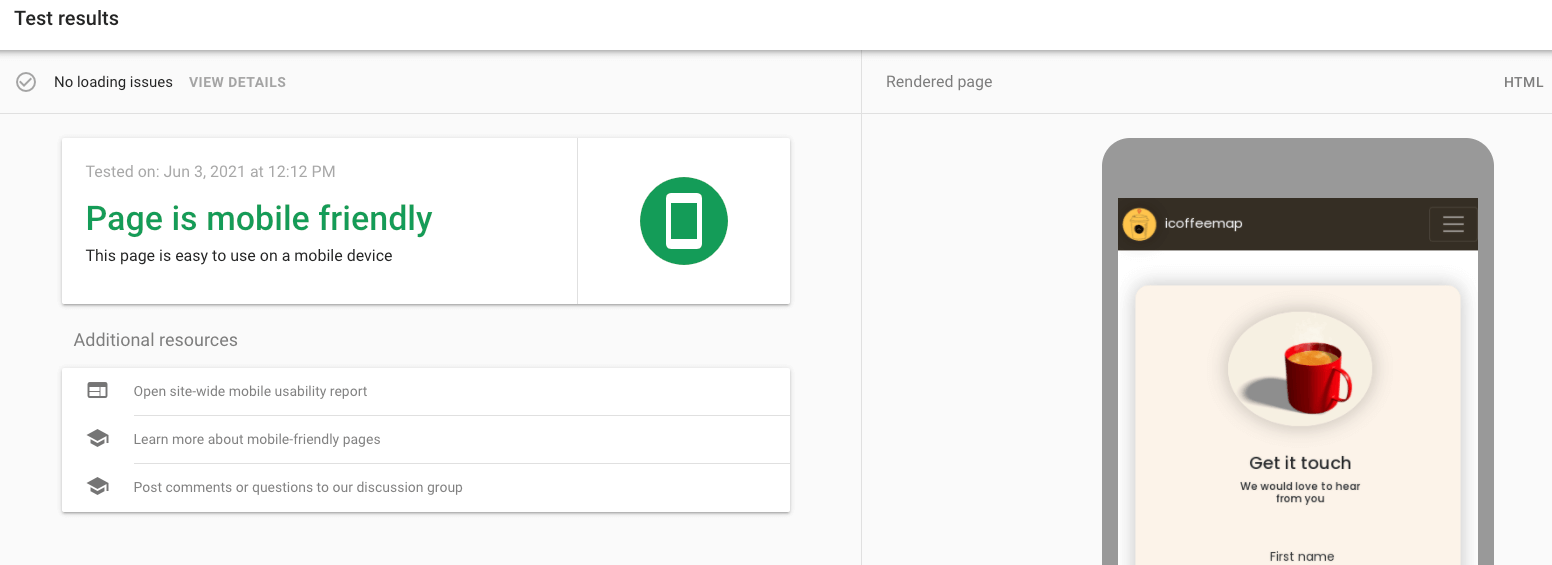 Test results
No loading issues VIEW DETAILS
Tested on: Jun 3, 2021 at 12:12 PM
Page is mobile friendly
This page is easy to use on a mobile device
Additional resources
Open site-wide mobile usability report
Learn more about mobile-friendly pages
Post comments or questions to our discussion group
Rendered page HTML
icoffeemap
Get it touch
We would love to hear
from you
First name